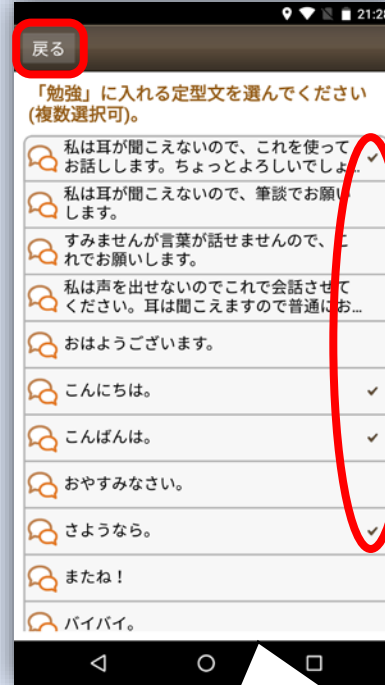 21:28
戻る
「勉強」に入れる定型文を選んでください
(複数選択可)。
私は耳が聞こえないので、これを使って
お話しします。ちょっとよろしいでしょ...
私は耳が聞こえないので、筆談でお願い
します。
すみませんが言葉が話せませんので、こ
れでお願いします。
私は声を出せないのでこれで会話させて
ください。耳は聞こえますので普通にお...
おはようございます。
こんにちは。
こんばんは。
おやすみなさい。
さようなら。
またね！
バイバイ。